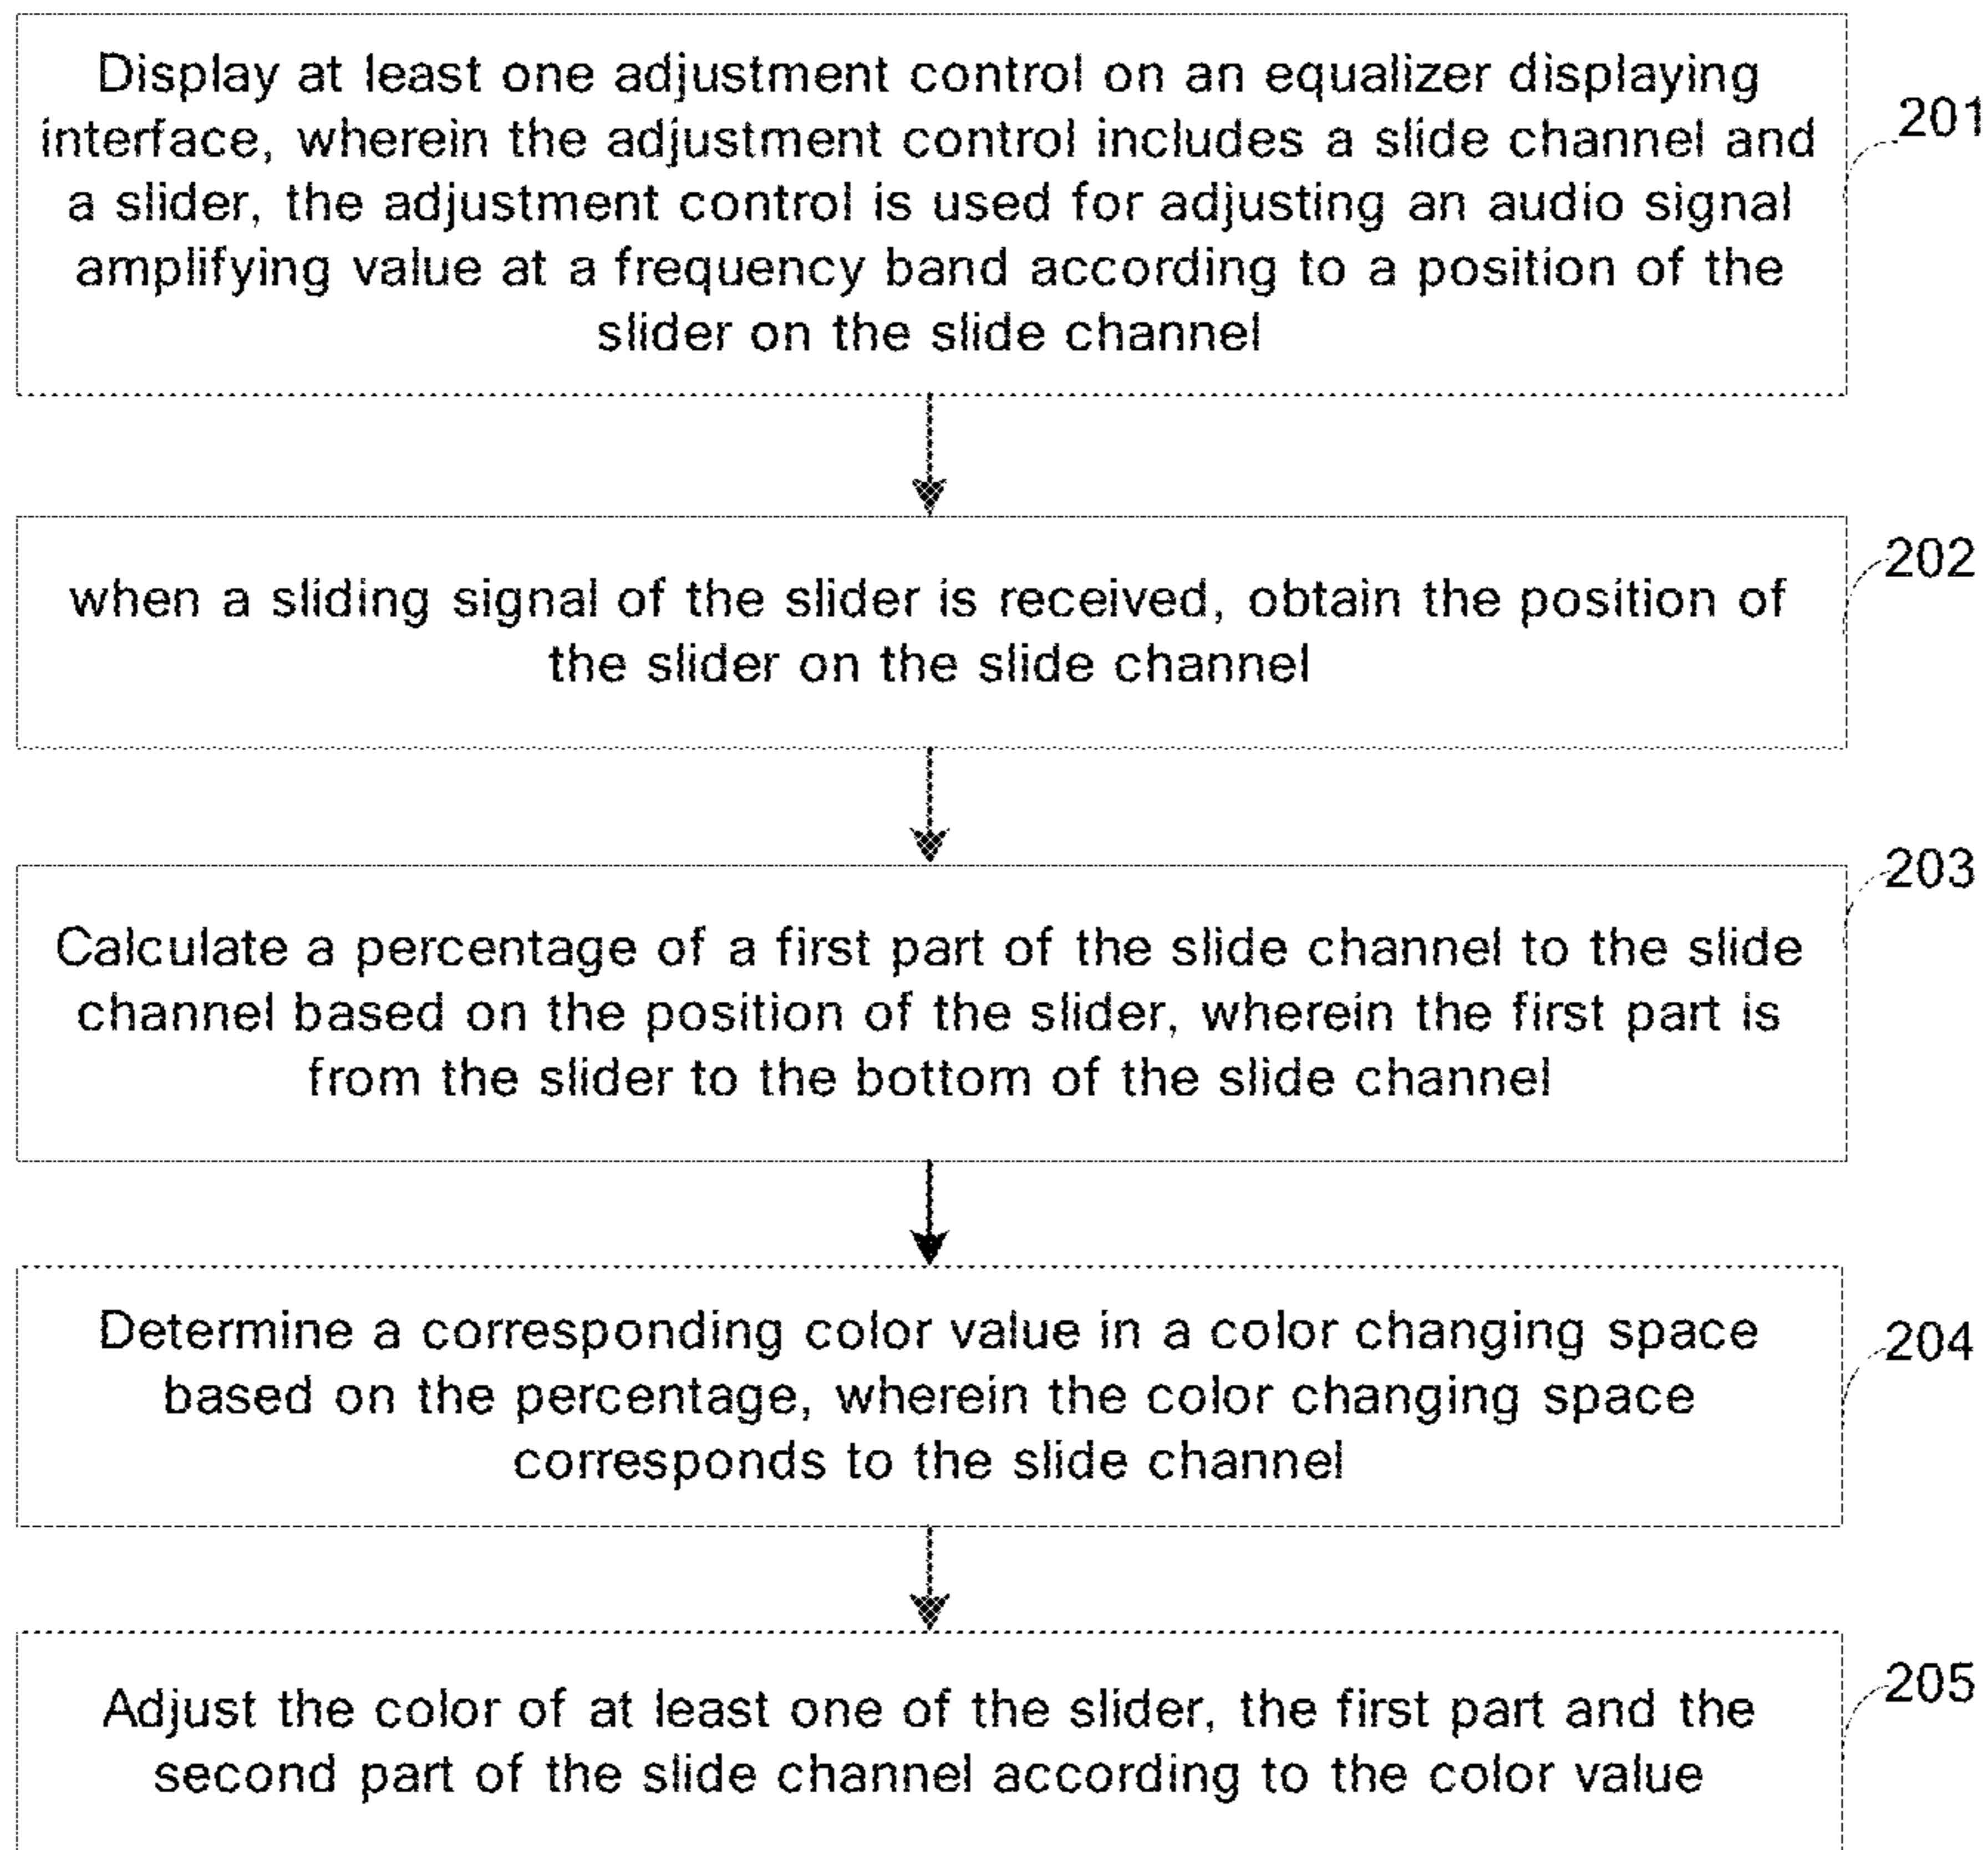 Display at least one adjustment control on an equalizer displaying
interface, wherein the adjustment control includes a slide channel and
a slider, the adjustment control is used for adjusting an audio signal
amplifying value at a frequency band according to a position of the
slider on the slide channel
201
when a sliding signal of the slider is received, obtain the position of
the slider on the slide channel
202
Calculate a percentage of a first part of the slide channel to the slide
channel based on the position of the slider, wherein the first part is
from the slider to the bottom of the slide channel
203
Determine a corresponding color value in a color changing space
based on the percentage, wherein the color changing space
corresponds to the slide channel
204
Adjust the color of at least one of the slider, the first part and the
second part of the slide channel according to the color value
205